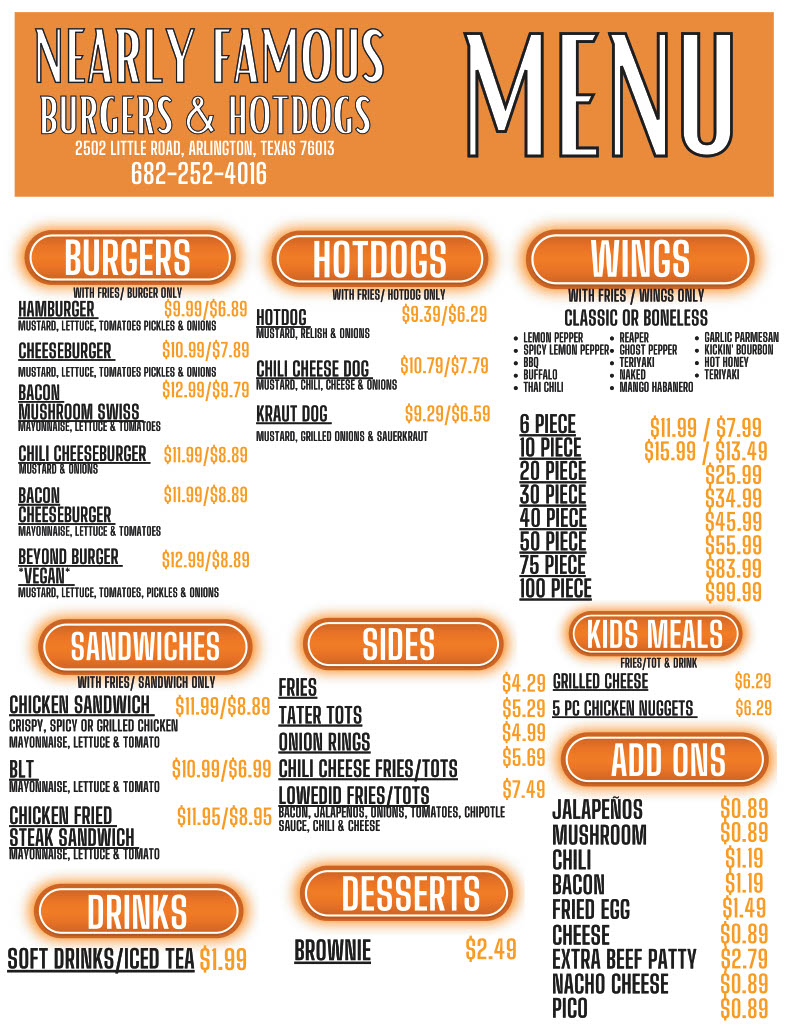 NEARLY FAMOUS
BURGERS & HOTDOGS
2502 LITTLE ROAD, ARLINGTON, TEXAS 76013
682-252-4016
MENU
BURGERS
WITH FRIES/ BURGER ONLY
HAMBURGER $9.99/$6.89
MUSTARD, LETTUCE, TOMATOES PICKLES & ONIONS
CHEESEBURGER $10.99/$7.89
MUSTARD, LETTUCE, TOMATOES PICKLES & ONIONS
BACON $12.99/$9.79
MUSHROOM SWISS
MAYONNAISE, LETTUCE & TOMATOES
CHILI CHEESEBURGER $11.99/$8.89
MUSTARD & ONIONS
BACON $11.99/$8.89
CHEESEBURGER
MAYONNAISE, LETTUCE & TOMATOES
BEYOND BURGER $12.99/$8.89
*VEGAN*
MUSTARD, LETTUCE, TOMATOES, PICKLES & ONIONS
HOTDOGS
WITH FRIES/ HOTDOG ONLY
HOTDOG $9.39/$6.29
MUSTARD, RELISH & ONIONS
CHILI CHEESE DOG $10.79/$7.79
MUSTARD, CHILI, CHEESE & ONIONS
KRAUT DOG $9.29/$6.59
MUSTARD, GRILLED ONIONS & SAUERKRAUT
WINGS
WITH FRIES / WINGS ONLY
CLASSIC OR BONELESS
• LEMON PEPPER
• SPICY LEMON PEPPER
• BBQ
• BUFFALO
• THAI CHILI
• REAPER
• GHOST PEPPER
• TERIYAKI
• NAKED
• MANGO HABANERO
• GARLIC PARMESAN
• KICKIN' BOURBON
• HOT HONEY
• TERIYAKI
6 PIECE $11.99 / $7.99
10 PIECE $15.99 / $13.49
20 PIECE $25.99
30 PIECE $34.99
40 PIECE $45.99
50 PIECE $55.99
75 PIECE $83.99
100 PIECE $99.99
SANDWICHES
WITH FRIES/ SANDWICH ONLY
CHICKEN SANDWICH $11.99/$8.89
CRISPY, SPICY OR GRILLED CHICKEN
MAYONNAISE, LETTUCE & TOMATO
BLT $10.99/$6.99
MAYONNAISE, LETTUCE & TOMATO
CHICKEN FRIED $11.95/$8.95
STEAK SANDWICH
MAYONNAISE, LETTUCE & TOMATO
SIDES
FRIES $4.29
TATER TOTS $5.29
ONION RINGS $4.99
CHILI CHEESE FRIES/TOTS $5.69
LOWEDID FRIES/TOTS $7.49
BACON, JALAPENOS, ONIONS, TOMATOES, CHIPOTLE
SAUCE, CHILI & CHEESE
KIDS MEALS
FRIES/TOT & DRINK
GRILLED CHEESE $6.29
5 PC CHICKEN NUGGETS $6.29
ADD ONS
JALAPEÑOS $0.89
MUSHROOM $0.89
CHILI $1.19
BACON $1.19
FRIED EGG $1.49
CHEESE $0.89
EXTRA BEEF PATTY $2.79
NACHO CHEESE $0.89
PICO $0.89
DRINKS
SOFT DRINKS/ICED TEA $1.99
DESSERTS
BROWNIE $2.49